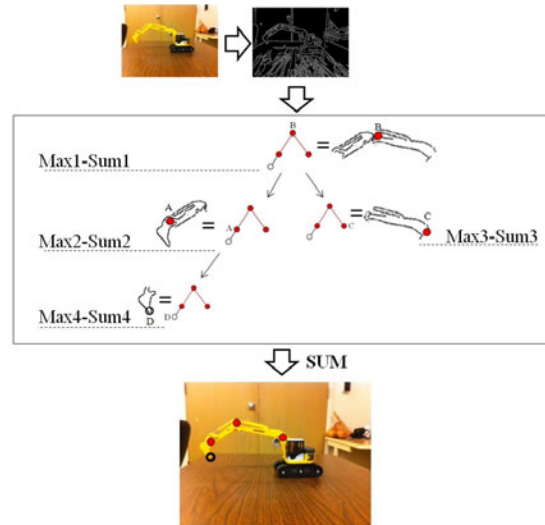 B
B
=
Max1-Sum1
A
A
=
C
C
=
Max2-Sum2
Max3-Sum3
=
D
D
Max4-Sum4
SUM